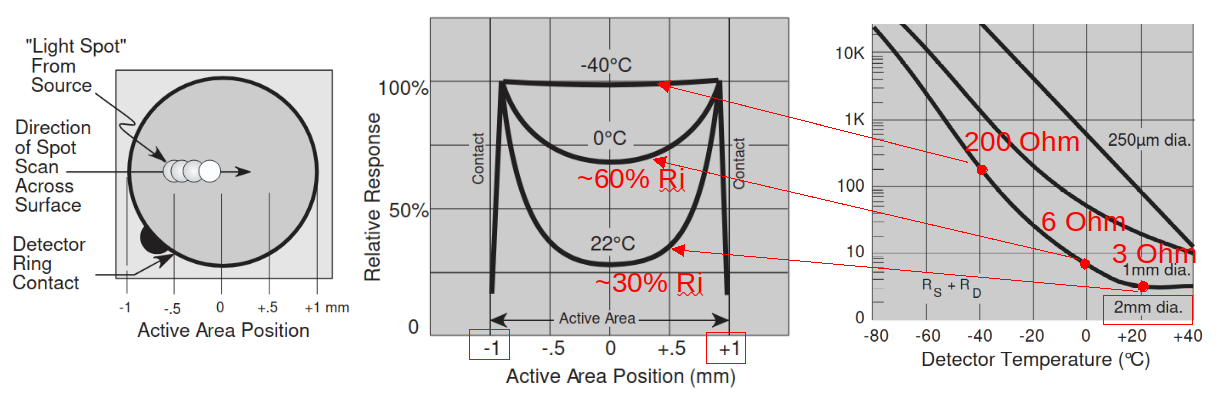 "Light Spot"
From
Source
Direction
of Spot
Scan
Across
Surface
Detector
Ring
Contact
-1 -.5 0 +.5 +1 mm
Active Area Position
Relative Response
100%
50%
0
-40°C
0°C
~60% Ri
22°C
~30% Ri
Contact
Contact
Active Area
-1 -.5 0 +.5 +1
Active Area Position (mm)
10K
1K
100
10
0
250µm dia.
200 Ohm
6 Ohm
3 Ohm
1mm dia.
RS + RD
2mm dia.
-80 -60 -40 -20 0 +20 +40
Detector Temperature (°C)